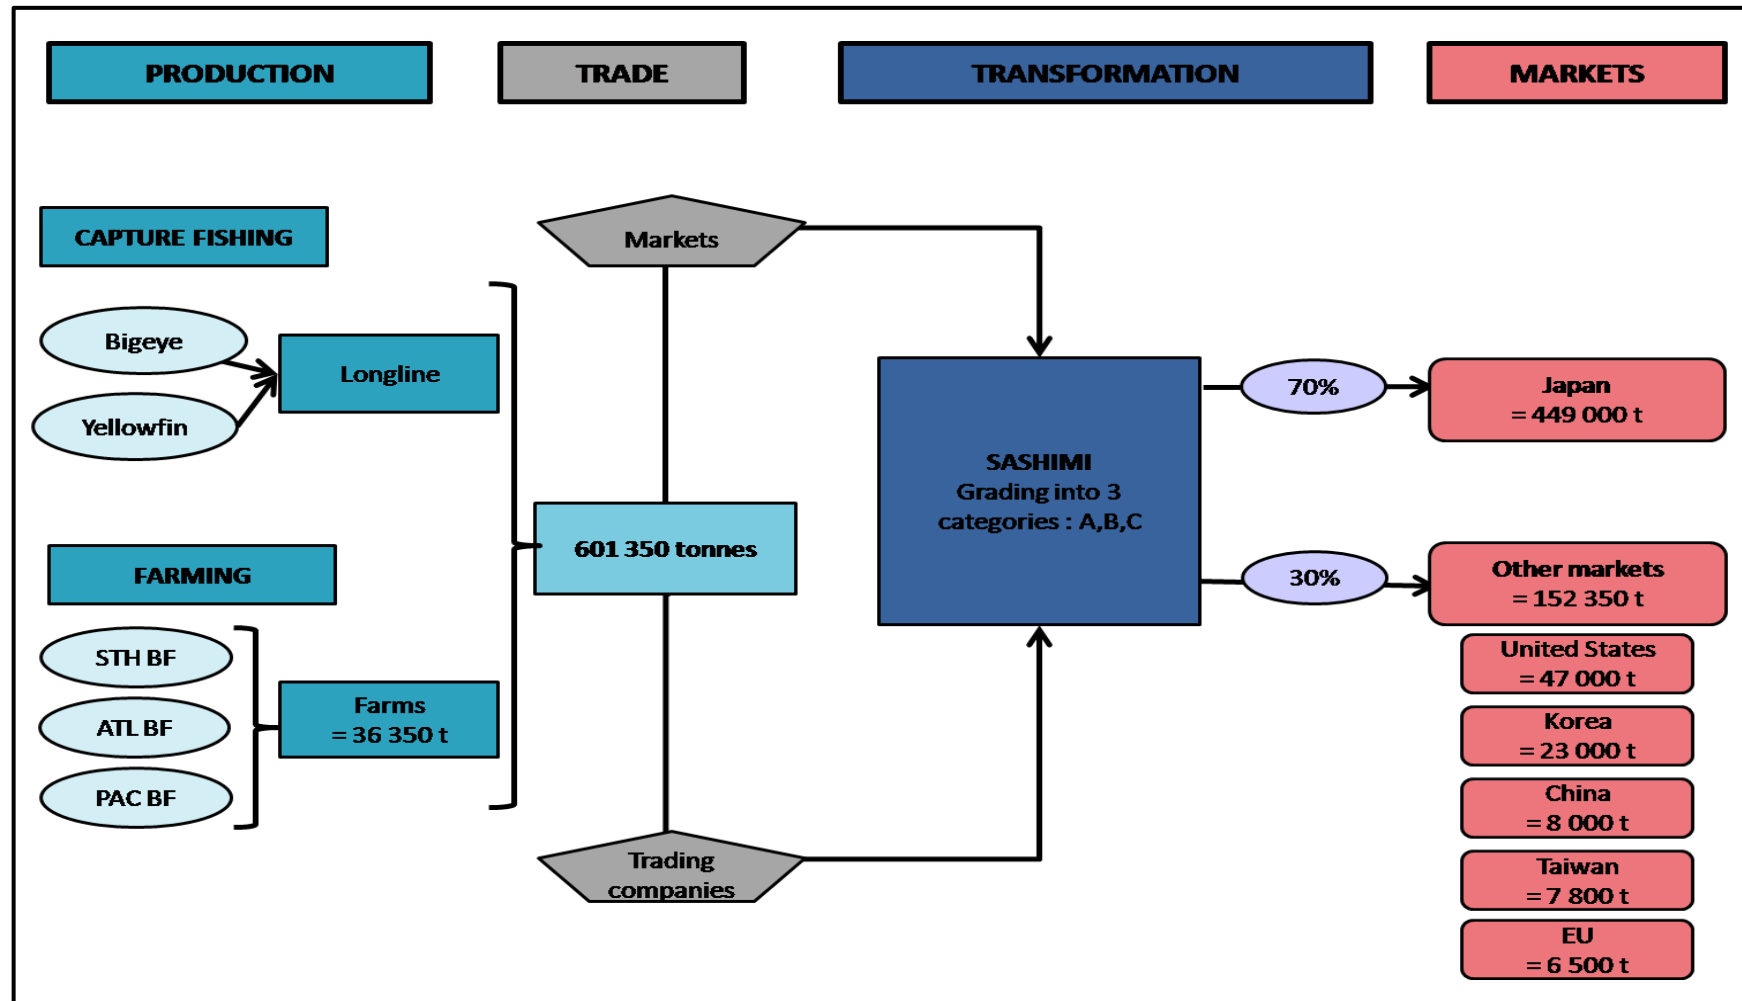 PRODUCTION
TRADE
TRANSFORMATION
MARKETS
CAPTURE FISHING
Bigeye
Yellowfin
Longline
FARMING
STH BF
ATL BF
PAC BF
Farms
= 36 350 t
Markets
601 350 tonnes
Trading
companies
SASHIMI
Grading into 3
categories : A,B,C
70%
30%
Japan
= 449 000 t
Other markets
= 152 350 t
United States
= 47 000 t
Korea
= 23 000 t
China
= 8 000 t
Taiwan
= 7 800 t
EU
= 6 500 t